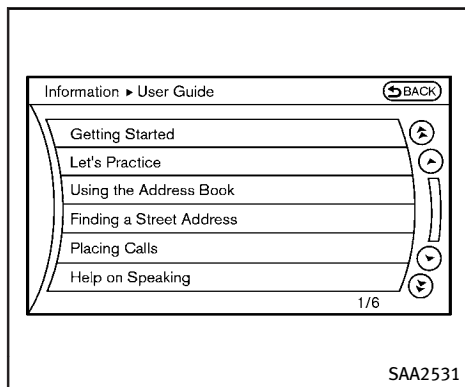 Information ▸ User Guide
BACK
Getting Started
Let's Practice
Using the Address Book
Finding a Street Address
Placing Calls
Help on Speaking
1/6
SAA2531